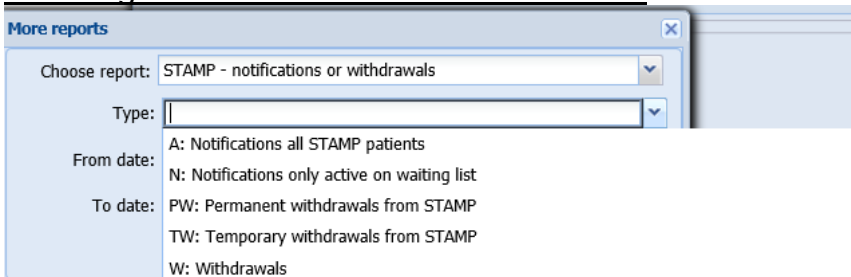 More reports
Choose report: STAMP - notifications or withdrawals
Type:
A: Notifications all STAMP patients
From date:
N: Notifications only active on waiting list
To date: PW: Permanent withdrawals from STAMP
TW: Temporary withdrawals from STAMP
W: Withdrawals